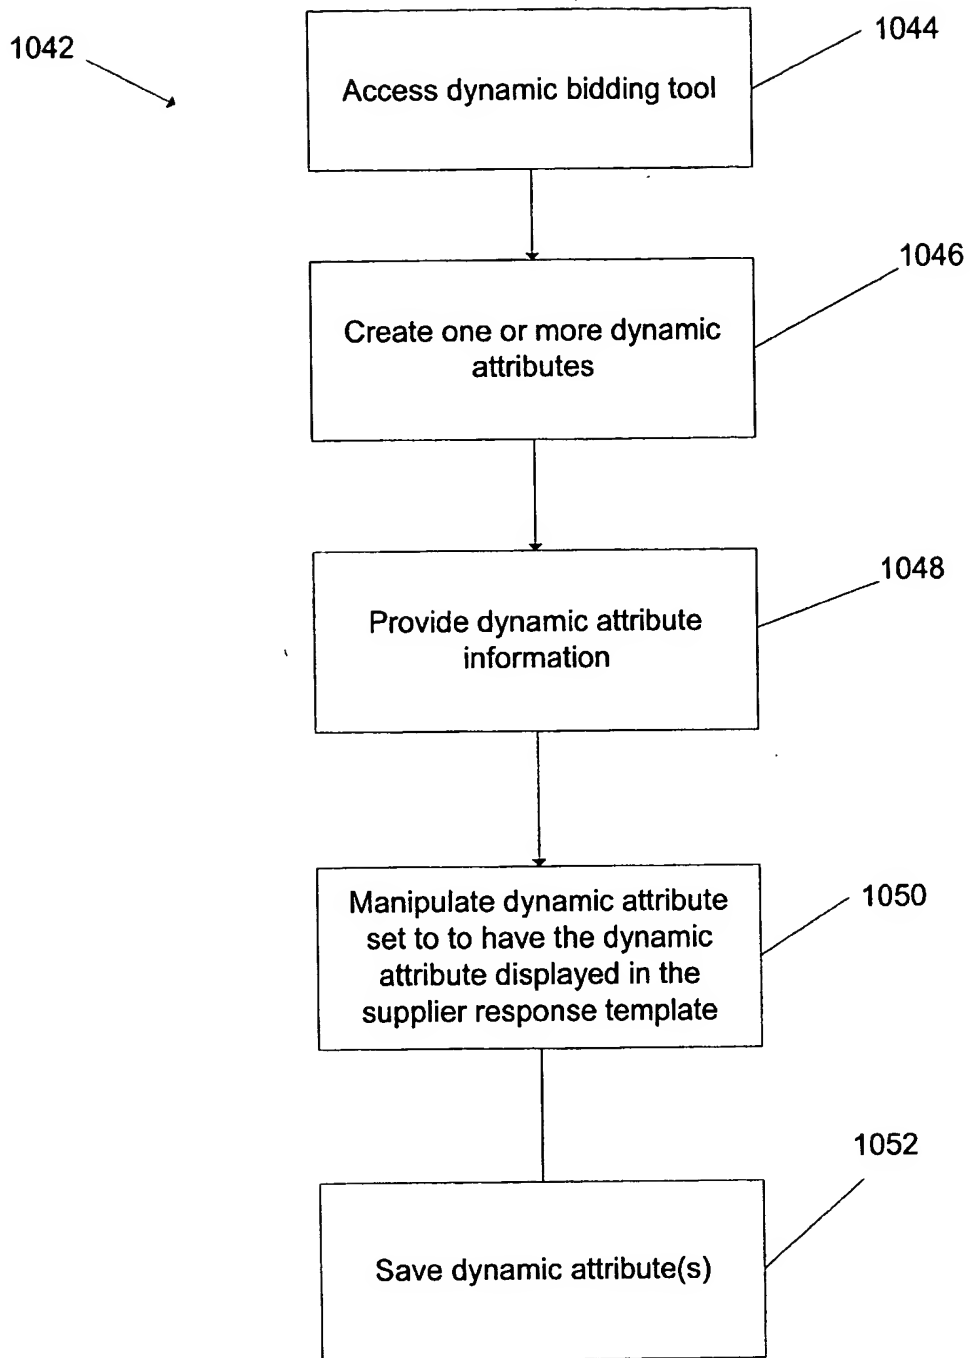 1042
1044
Access dynamic bidding tool
1046
Create one or more dynamic
attributes
1048
Provide dynamic attribute
information
1050
Manipulate dynamic attribute
set to to have the dynamic
attribute displayed in the
supplier response template
1052
Save dynamic attribute(s)